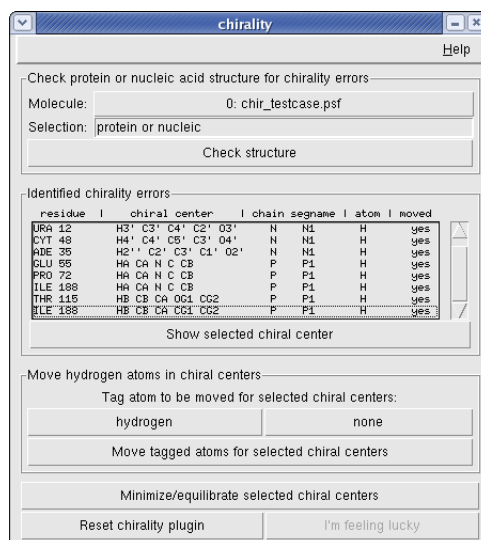 chirality
Help
Check protein or nucleic acid structure for chirality errors
Molecule: 0: chir_testcase.psf
Selection: protein or nucleic
Check structure
Identified chirality errors
residue | chiral center | chain segname | atom | moved
URA 12 H3' C3' C4' C2' O3' N N1 H yes
CYT 48 H4' C4' C5' C3' O4' N N1 H yes
ADE 35 H2'' C2' C3' C1' O2' N N1 H yes
GLU 55 HA CA N C CB P P1 H yes
PRO 72 HA CA N C CB P P1 H yes
ILE 188 HA CA N C CB P P1 H yes
THR 115 HB CB CA OG1 CG2 P P1 H yes
ILE 188 HB CB CA CG1 CG2 P P1 H yes
Show selected chiral center
Move hydrogen atoms in chiral centers
Tag atom to be moved for selected chiral centers:
hydrogen none
Move tagged atoms for selected chiral centers
Minimize/equilibrate selected chiral centers
Reset chirality plugin I'm feeling lucky